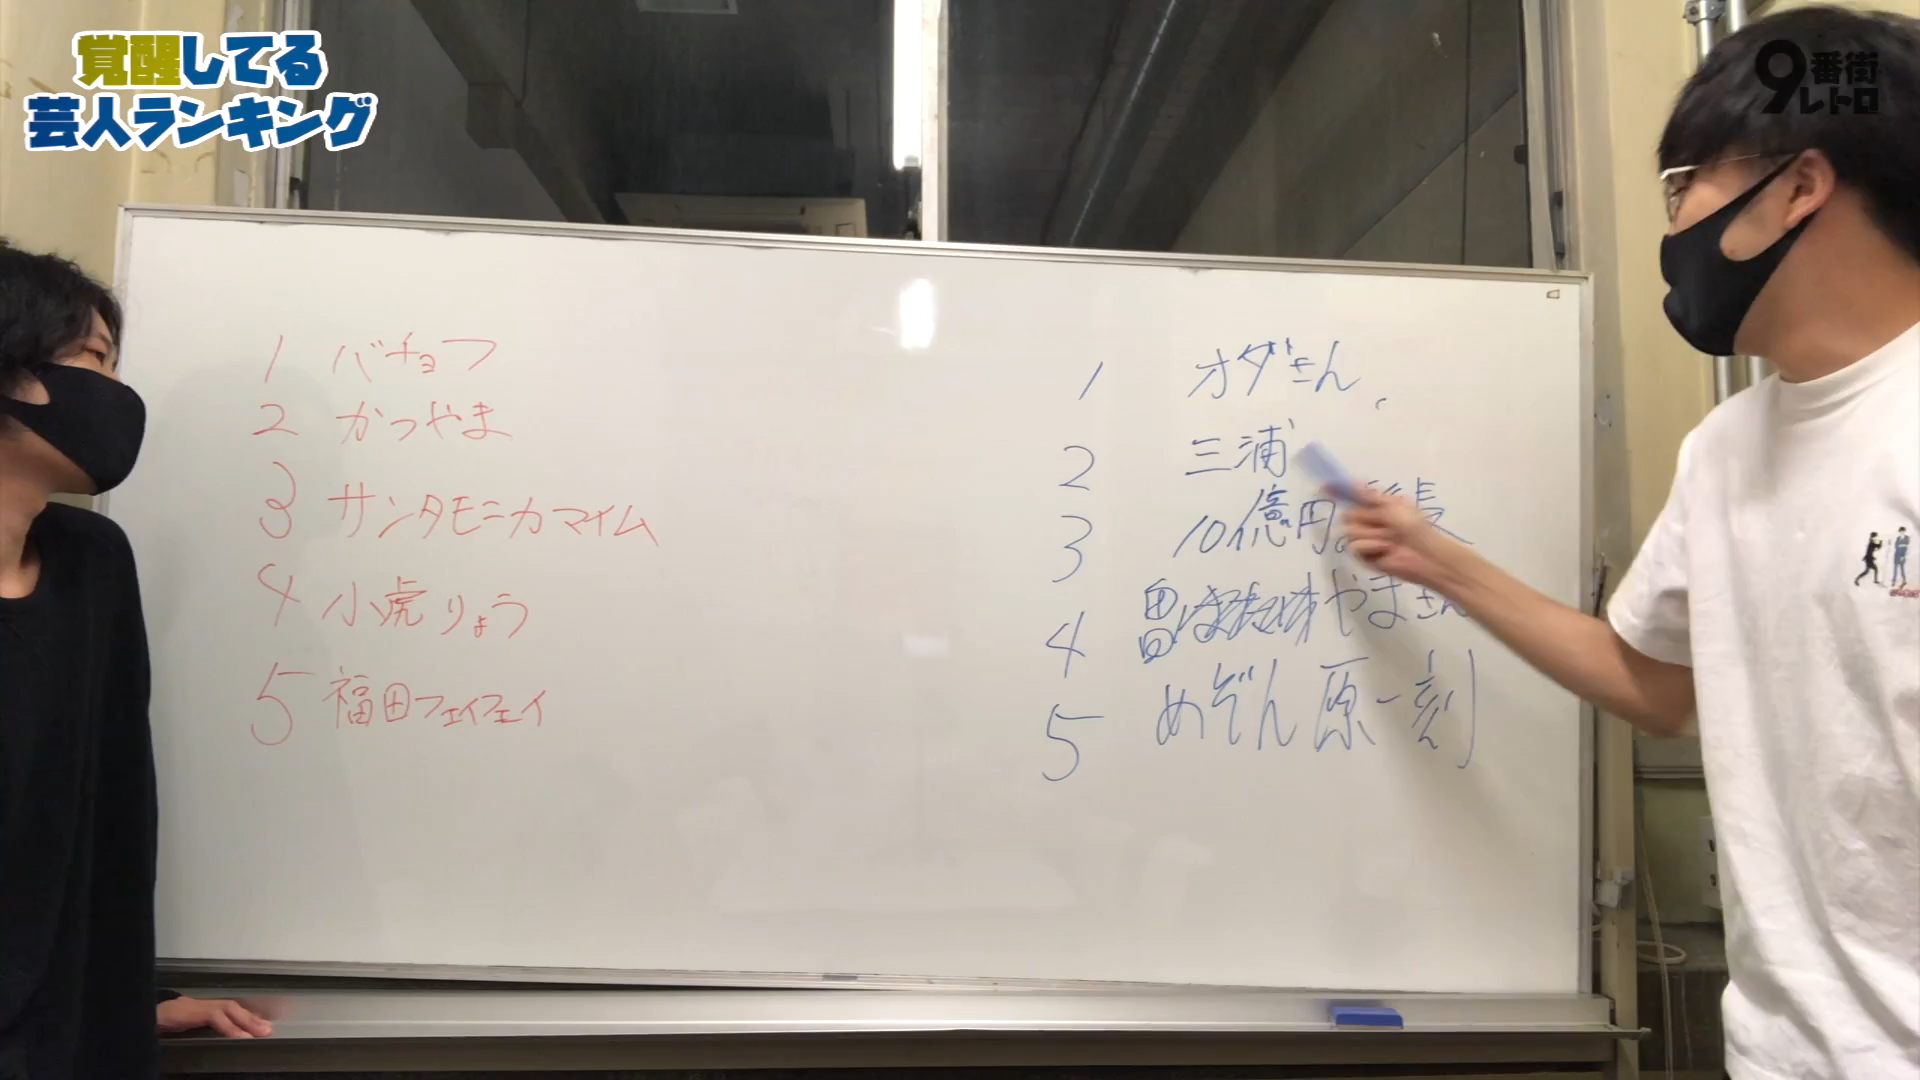 覚醒してる
芸人ランキング
9番街
レトロ
1 バチョフ
2 かつやま
3 サンタモニカマイム
4 小虎りょう
5 福田フェイフェイ
1 オダさん
2 三浦
3 10億円 長
4 やまさん
5 めぞん原一刻